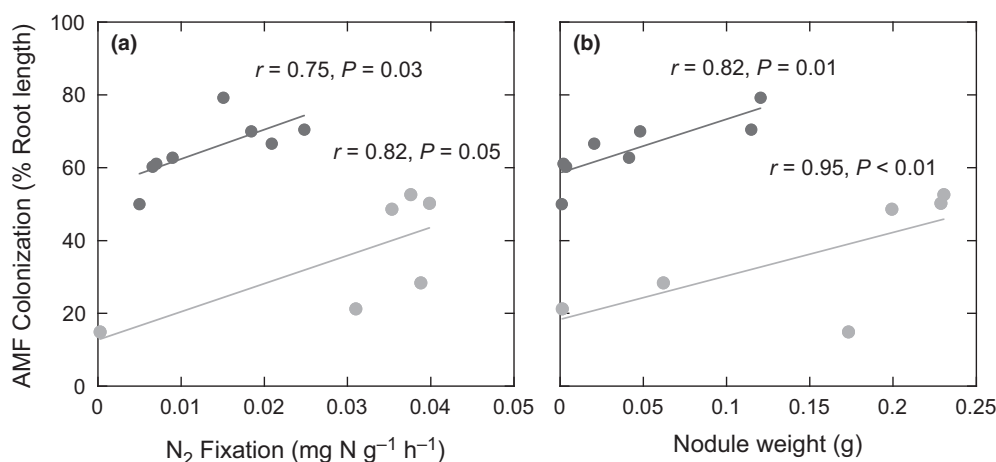 100
80
60
40
20
0
AMF Colonization (% Root length)
(a)
r = 0.75, P = 0.03
r = 0.82, P = 0.05
0 0.01 0.02 0.03 0.04 0.05
N₂ Fixation (mg N g⁻¹ h⁻¹)
(b)
r = 0.82, P = 0.01
r = 0.95, P < 0.01
0 0.05 0.10 0.15 0.20 0.25
Nodule weight (g)